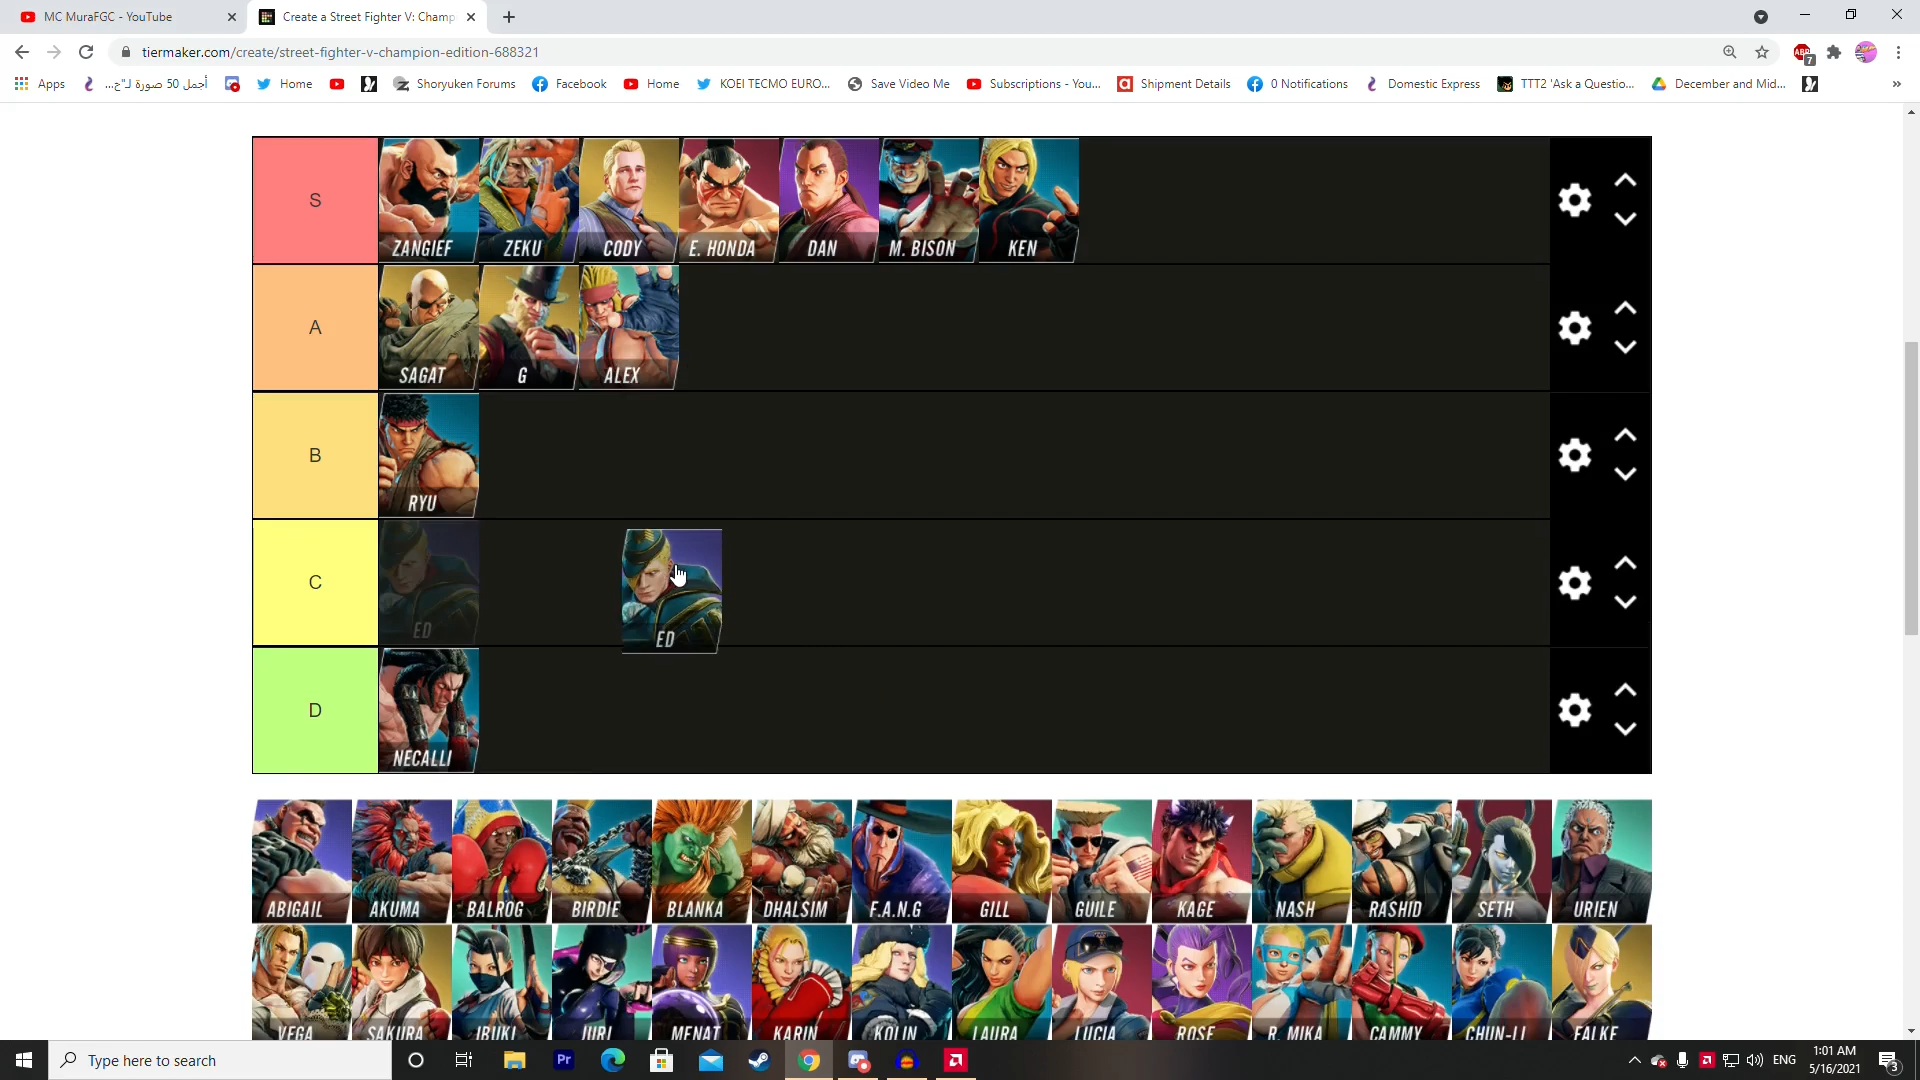 MC MuraFGC - YouTube
Create a Street Fighter V: Champ
tiermaker.com/create/street-fighter-v-champion-edition-688321
ABP
7
Apps
أجمل 50 صورة لـ"خ...
Home
Shoryuken Forums
Facebook
Home
KOEI TECMO EURO...
Save Video Me
Subscriptions - You...
Shipment Details
0 Notifications
Domestic Express
TTT2 'Ask a Questio...
December and Mid...
»
S
ZANGIEF
ZEKU
CODY
E. HONDA
DAN
M. BISON
KEN
A
SAGAT
G
ALEX
B
RYU
C
ED
ED
D
NECALLI
ABIGAIL
AKUMA
BALROG
BIRDIE
BLANKA
DHALSIM
F.A.N.G
GILL
GUILE
KAGE
NASH
RASHID
SETH
URIEN
VEGA
SAKURA
IBUKI
JURI
MENAT
KARIN
KOLIN
LAURA
LUCIA
ROSE
R. MIKA
CAMMY
CHUN-LI
FALKE
Type here to search
Pr
ENG
1:01 AM
5/16/2021
3